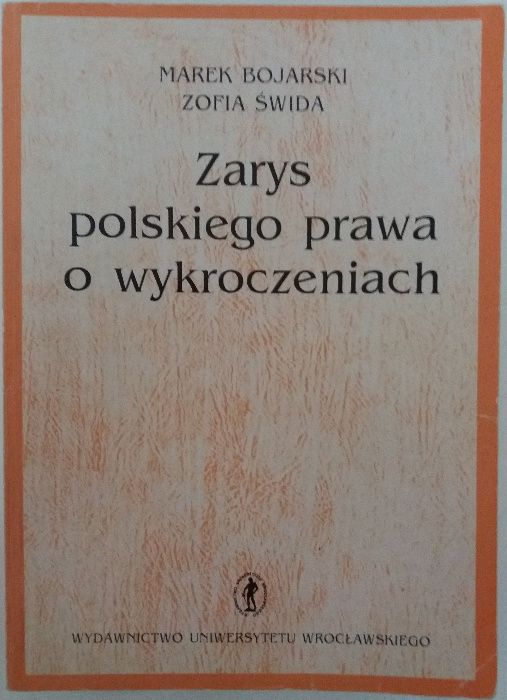 MAREK BOJARSKI
ZOFIA ŚWIDA
Zarys
polskiego prawa
o wykroczeniach
WYDAWNICTWO UNIWERSYTETU WROCŁAWSKIEGO